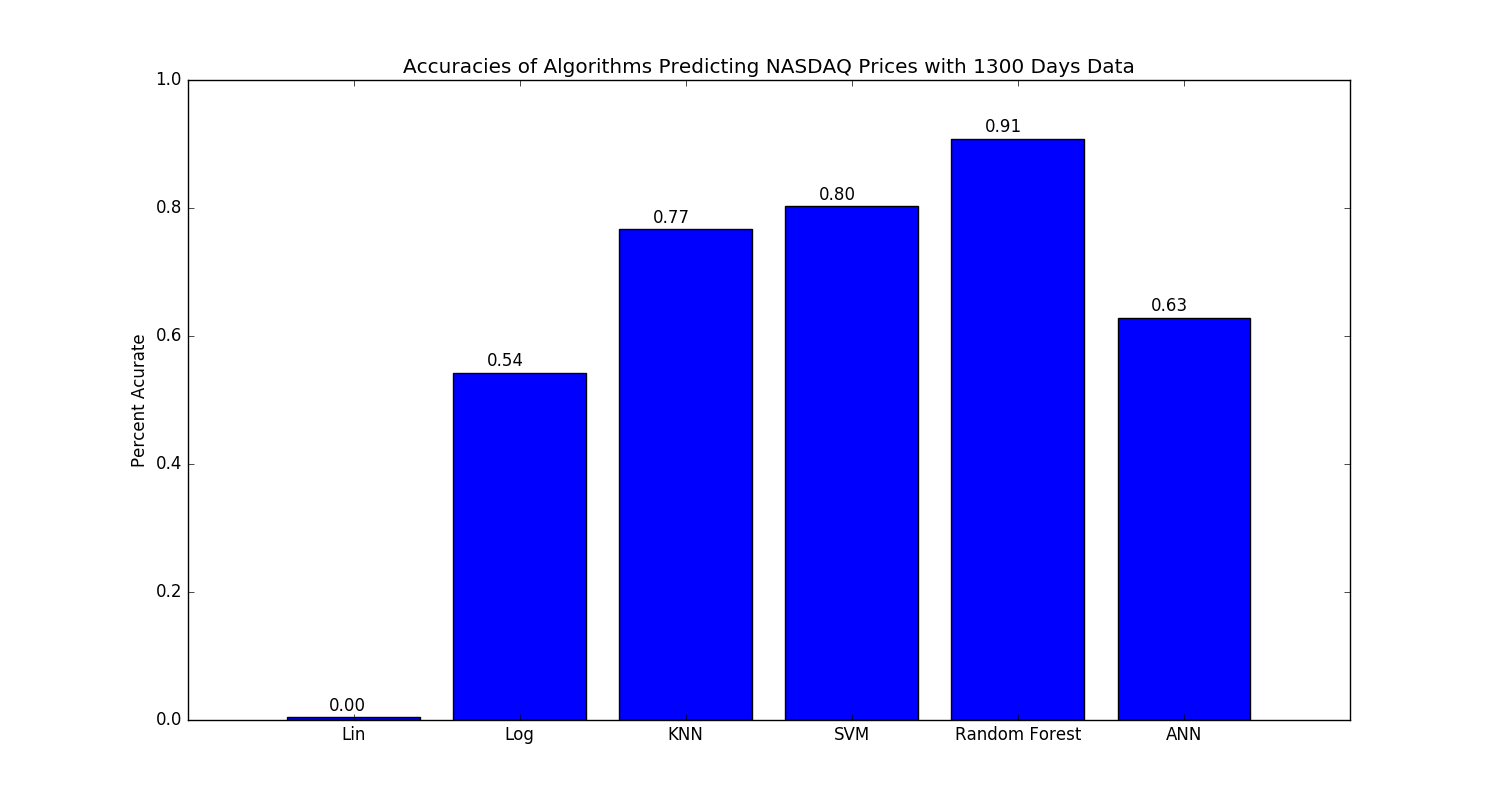 Accuracies of Algorithms Predicting NASDAQ Prices with 1300 Days Data
Percent Acurate
1.0
0.8
0.6
0.4
0.2
0.0
0.00
0.54
0.77
0.80
0.91
0.63
Lin
Log
KNN
SVM
Random Forest
ANN